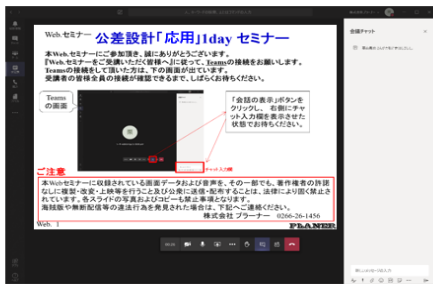 Web.セミナー 公差設計「応用」1day セミナー
本Web.セミナーにご参加頂き、誠にありがとうございます。
『Web.セミナーをご受講いただく皆様へ』に従って、Teamsの接続をお願いします。
Teamsの接続をして頂いた方は、下の画面が出ています。
受講者の皆様全員の接続が確認できるまで、しばらくお待ちください。
Teams
の画面
「会話の表示」ボタンを
クリックし、右側にチャ
ット入力欄を表示させた
状態でお待ちください。
チャット入力欄
ご注意
本Webセミナーに収録されている画面データおよび音声を、その一部でも、著作権者の許諾
なしに複製・改変・上映等を行うこと及び公衆に送信・配布することは、法律により固く禁止さ
れています。各スライドの写真およびコピーも禁止事項となります。
海賊版や無断配信等の違法行為を発見された場合は、下記へご連絡ください。
株式会社 プラーナー 0266-26-1456
Web. 1
PLANER
会議チャット